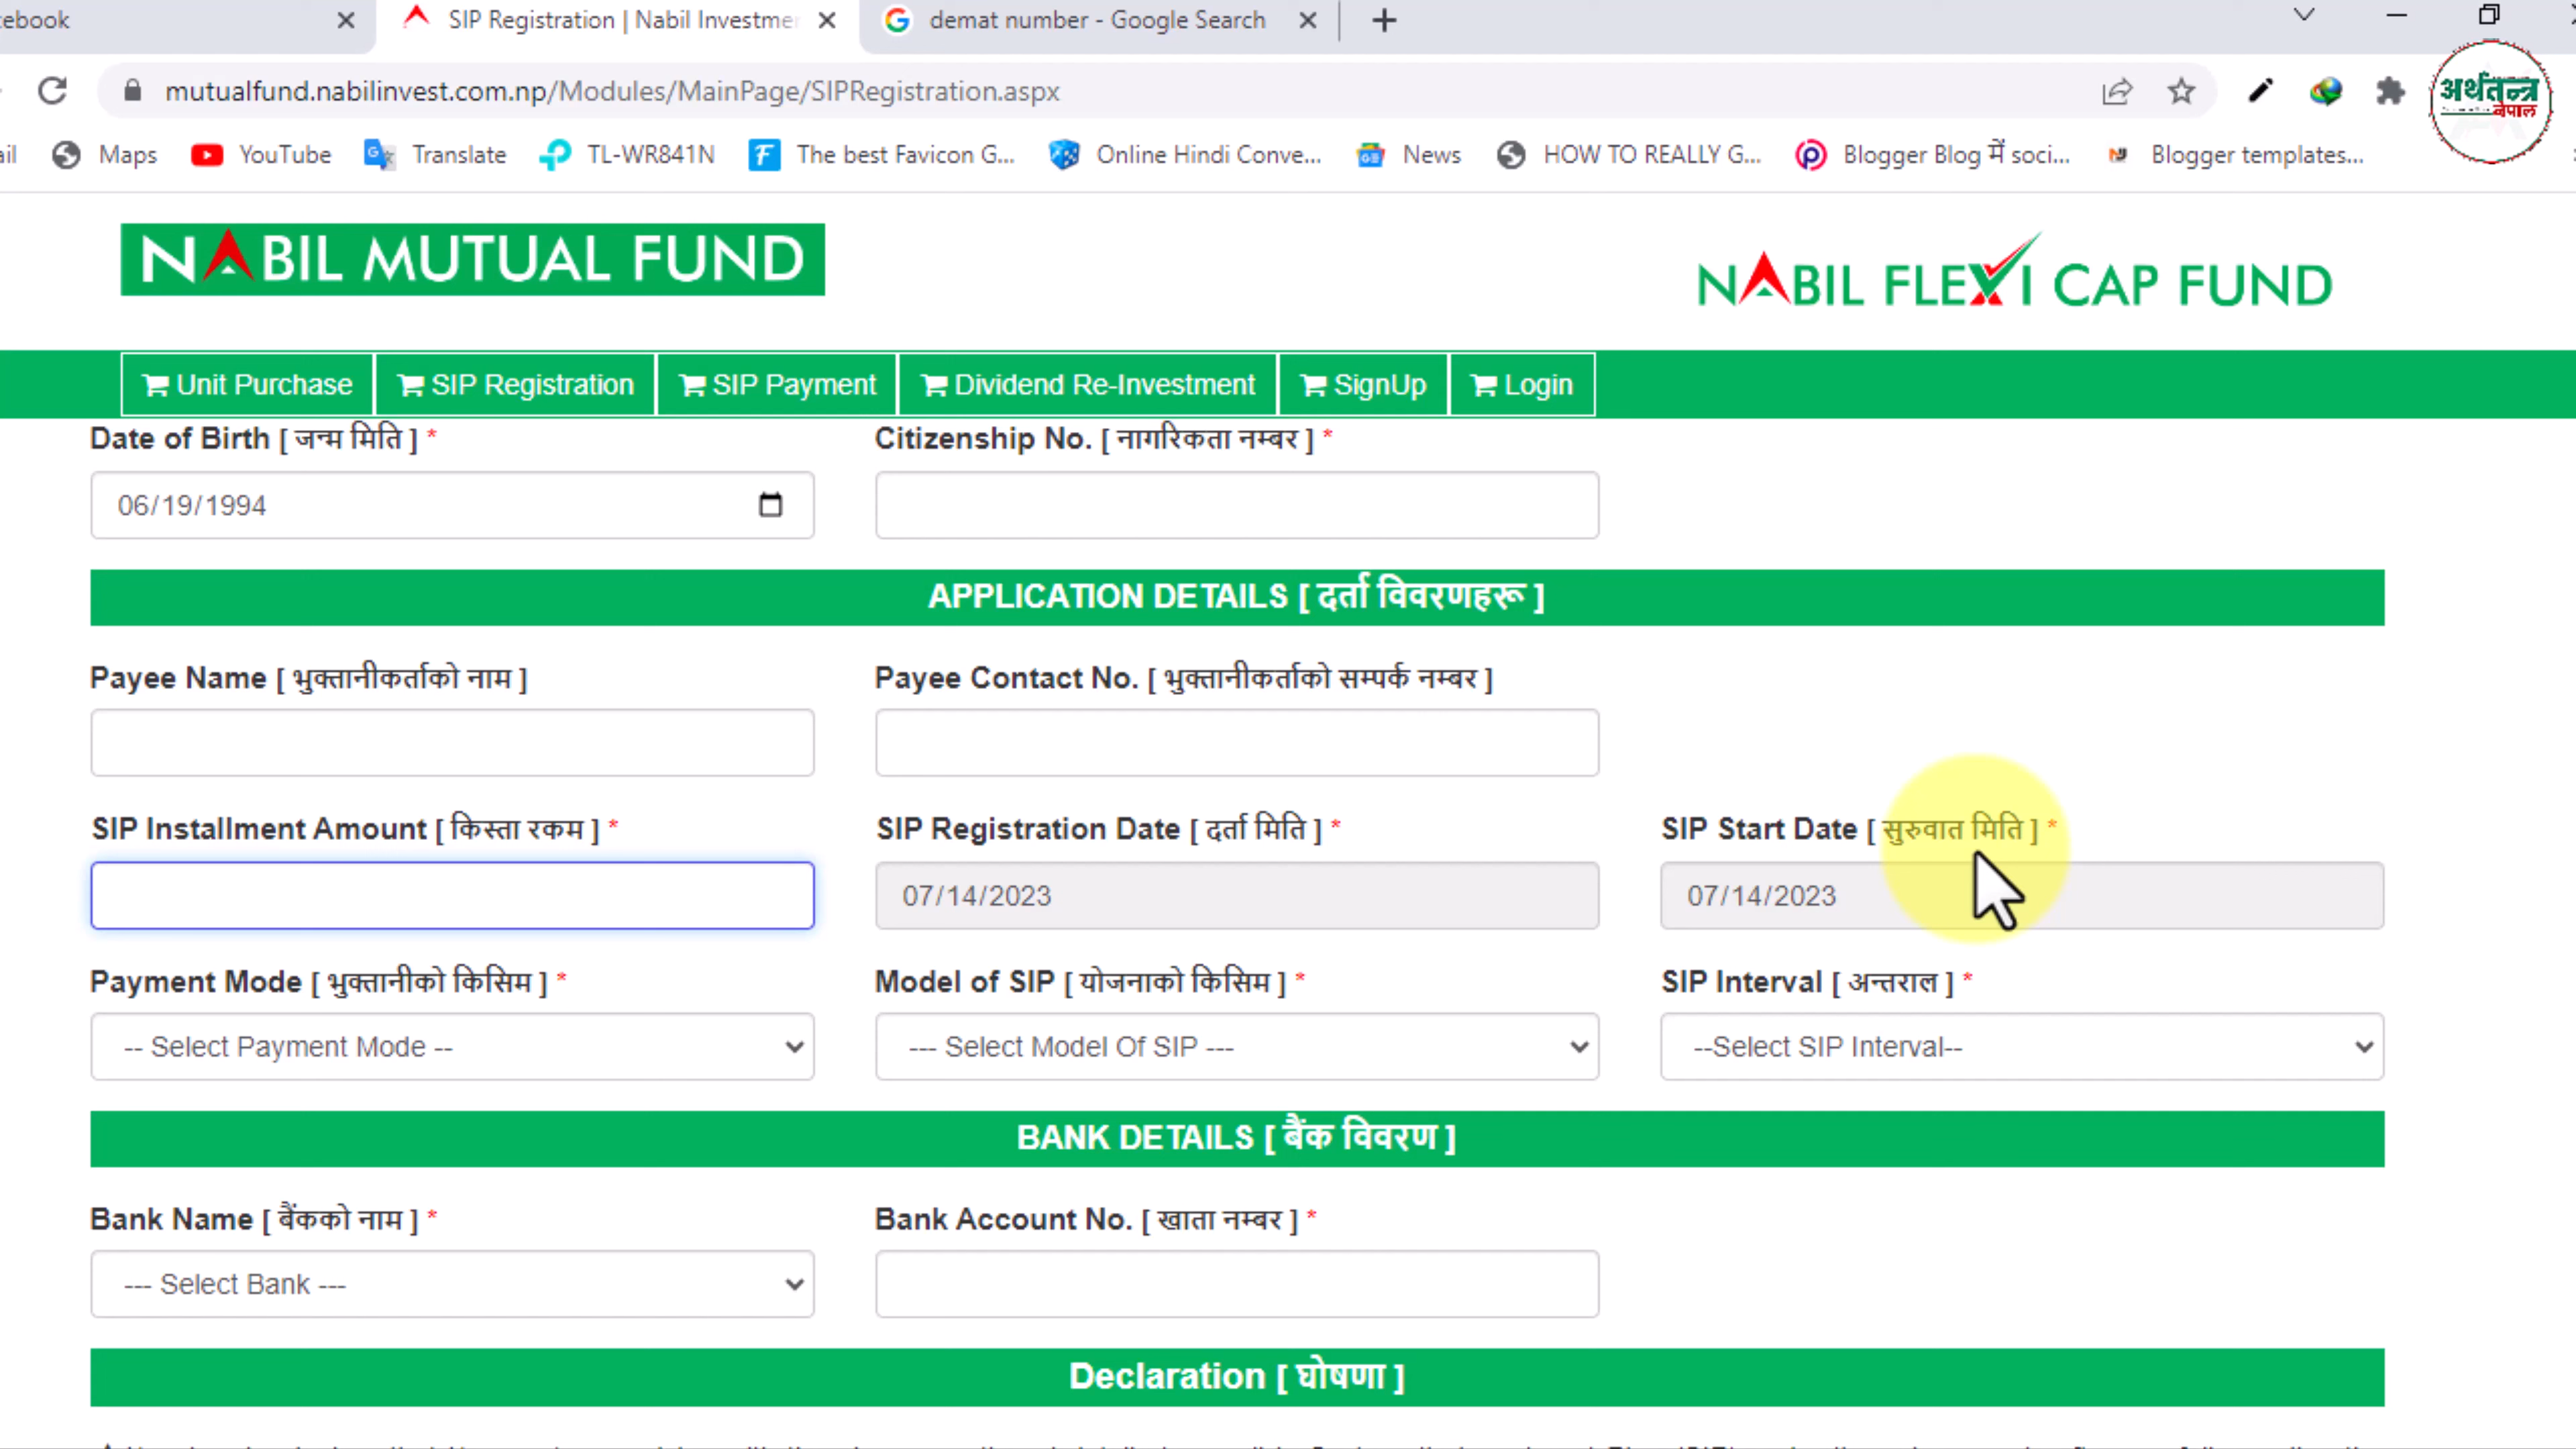 ebook SIP Registration | Nabil Investme demat number - Google Search
mutualfund.nabilinvest.com.np/Modules/MainPage/SIPRegistration.aspx
अर्थतन्त्र
नेपाल
Maps YouTube Translate TL-WR841N The best Favicon G... Online Hindi Conve... News HOW TO REALLY G... Blogger Blog में soci... Blogger templates...
NABIL MUTUAL FUND
NABIL FLEXI CAP FUND
Unit Purchase SIP Registration SIP Payment Dividend Re-Investment SignUp Login
Date of Birth [ जन्म मिति ] * Citizenship No. [ नागरिकता नम्बर ] *
06/19/1994
APPLICATION DETAILS [ दर्ता विवरणहरू ]
Payee Name [ भुक्तानीकर्ताको नाम ] Payee Contact No. [ भुक्तानीकर्ताको सम्पर्क नम्बर ]
SIP Installment Amount [ किस्ता रकम ] * SIP Registration Date [ दर्ता मिति ] * SIP Start Date [ सुरुवात मिति ] *
07/14/2023 07/14/2023
Payment Mode [ भुक्तानीको किसिम ] * Model of SIP [ योजनाको किसिम ] * SIP Interval [ अन्तराल ] *
-- Select Payment Mode -- --- Select Model Of SIP --- --Select SIP Interval--
BANK DETAILS [ बैंक विवरण ]
Bank Name [ बैंकको नाम ] * Bank Account No. [ खाता नम्बर ] *
--- Select Bank ---
Declaration [ घोषणा ]